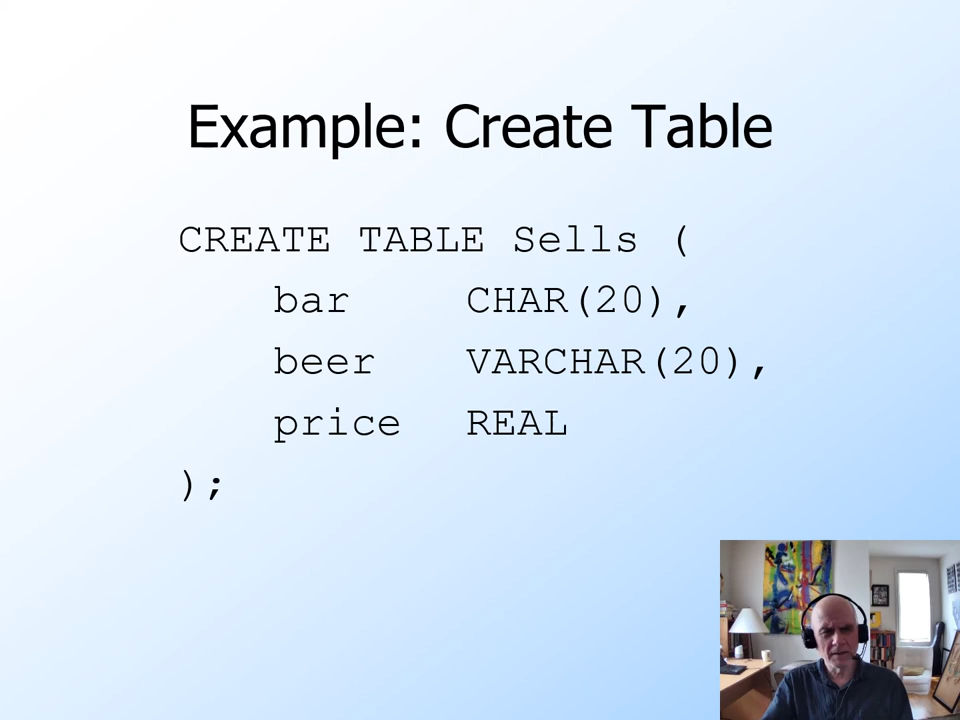 Example: Create Table
CREATE TABLE Sells (
bar CHAR(20),
beer VARCHAR(20),
price REAL
);